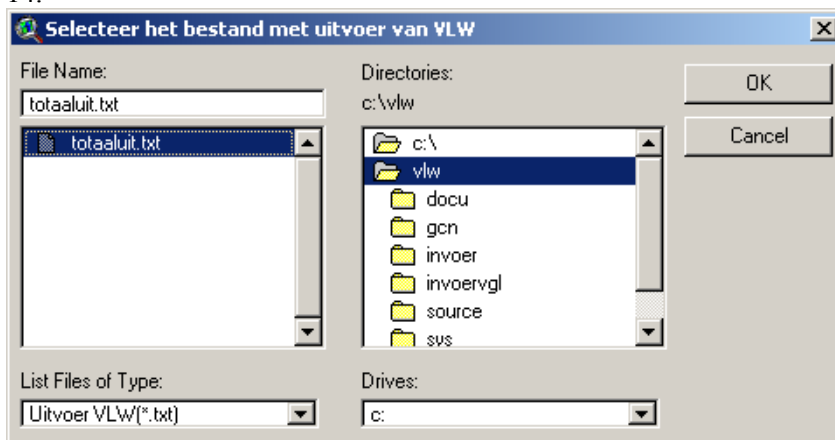 Selecteer het bestand met uitvoer van VLW
File Name:
totaaluit.txt
totaaluit.txt
Directories:
c:\vlw
c:\
vlw
docu
gcn
invoer
invoervgl
source
sys
OK
Cancel
List Files of Type:
Uitvoer VLW(*.txt)
Drives:
c: